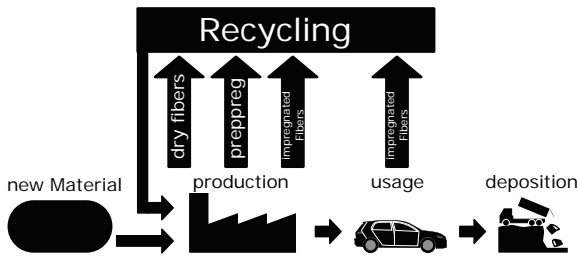 Recycling
dry fibers
preppreg
impregnated
Fibers
impregnated
Fibers
new Material
production
usage
deposition